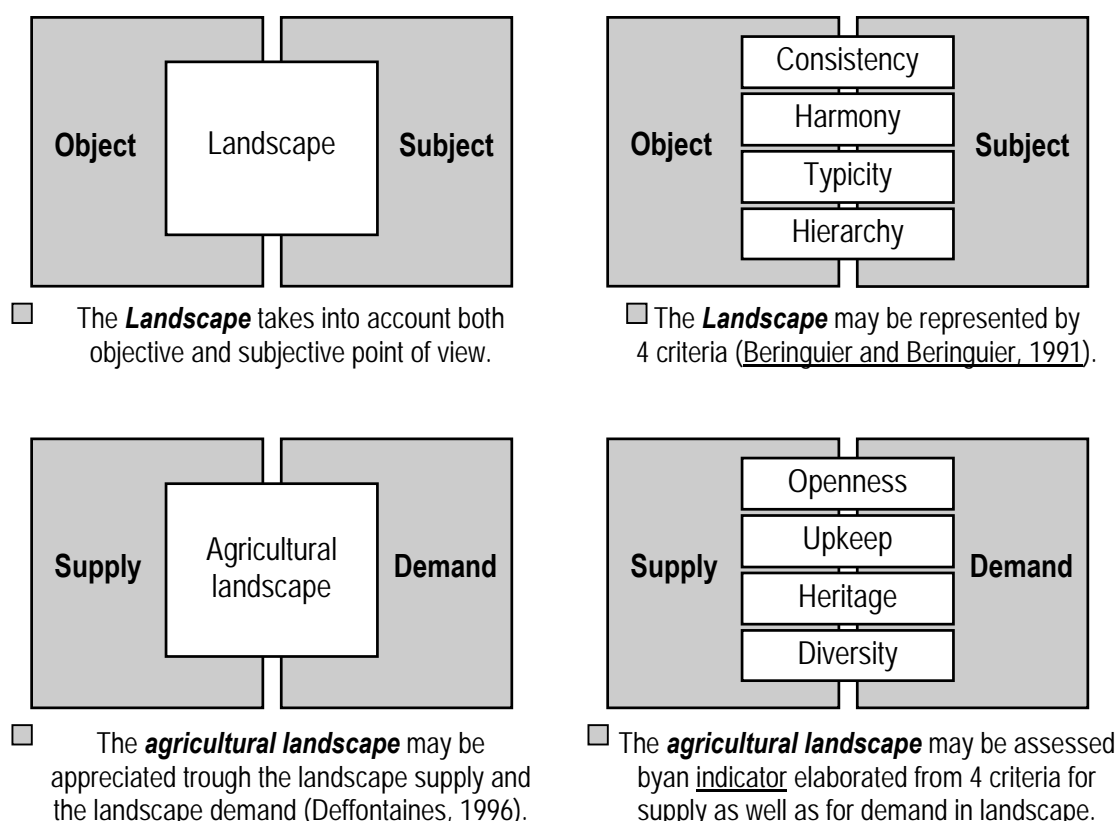 Object
Landscape
Subject
The Landscape takes into account both
objective and subjective point of view.
Object
Consistency
Harmony
Typicity
Hierarchy
Subject
The Landscape may be represented by
4 criteria (Beringuier and Beringuier, 1991).
Supply
Agricultural
landscape
Demand
The agricultural landscape may be
appreciated trough the landscape supply and
the landscape demand (Deffontaines, 1996).
Supply
Openness
Upkeep
Heritage
Diversity
Demand
The agricultural landscape may be assessed
byan indicator elaborated from 4 criteria for
supply as well as for demand in landscape.